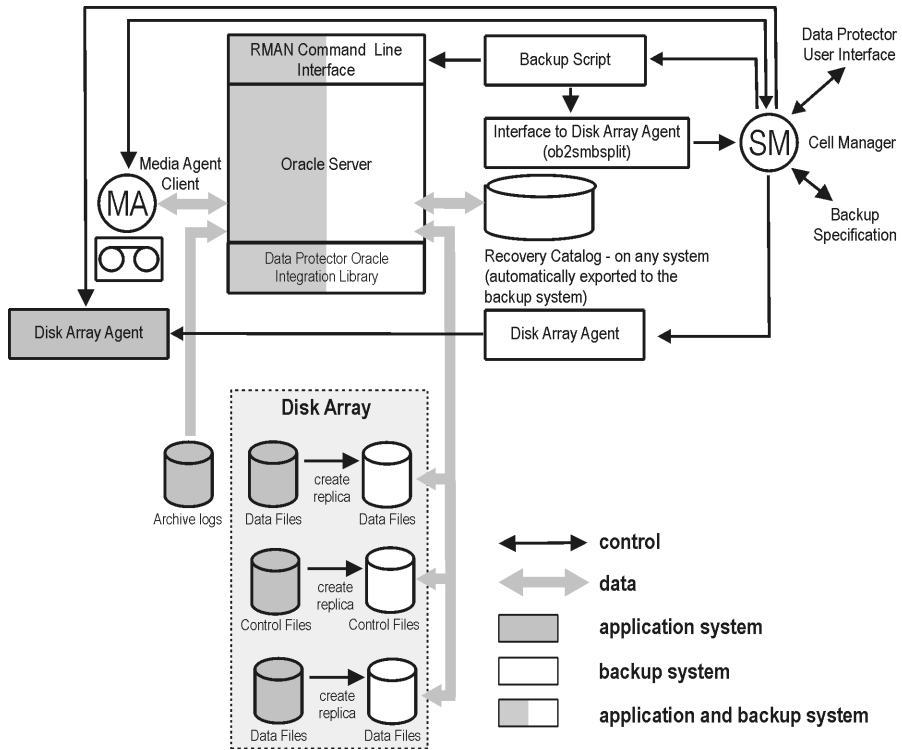 RMAN Command Line
Interface
Backup Script
Data Protector
User Interface
Interface to Disk Array Agent
(ob2smbsplit)
SM
Cell Manager
Oracle Server
Media Agent
Client
MA
Backup
Specification
Data Protector Oracle
Integration Library
Recovery Catalog - on any system
(automatically exported to the
backup system)
Disk Array Agent
Disk Array Agent
Disk Array
create
replica
Archive logs
Data Files
Data Files
create
replica
Control Files
Control Files
create
replica
Data Files
Data Files
control
data
application system
backup system
application and backup system